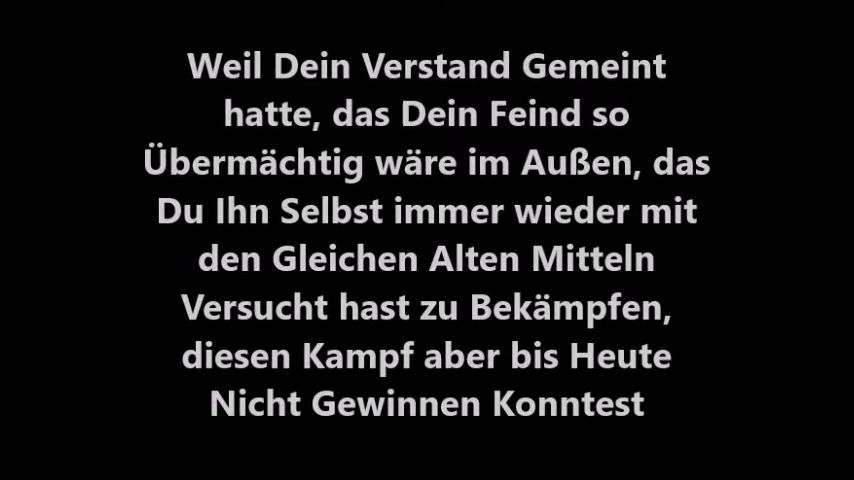 Weil Dein Verstand Gemeint
hatte, das Dein Feind so
Übermächtig wäre im Außen, das
Du Ihn Selbst immer wieder mit
den Gleichen Alten Mitteln
Versucht hast zu Bekämpfen,
diesen Kampf aber bis Heute
Nicht Gewinnen Konntest